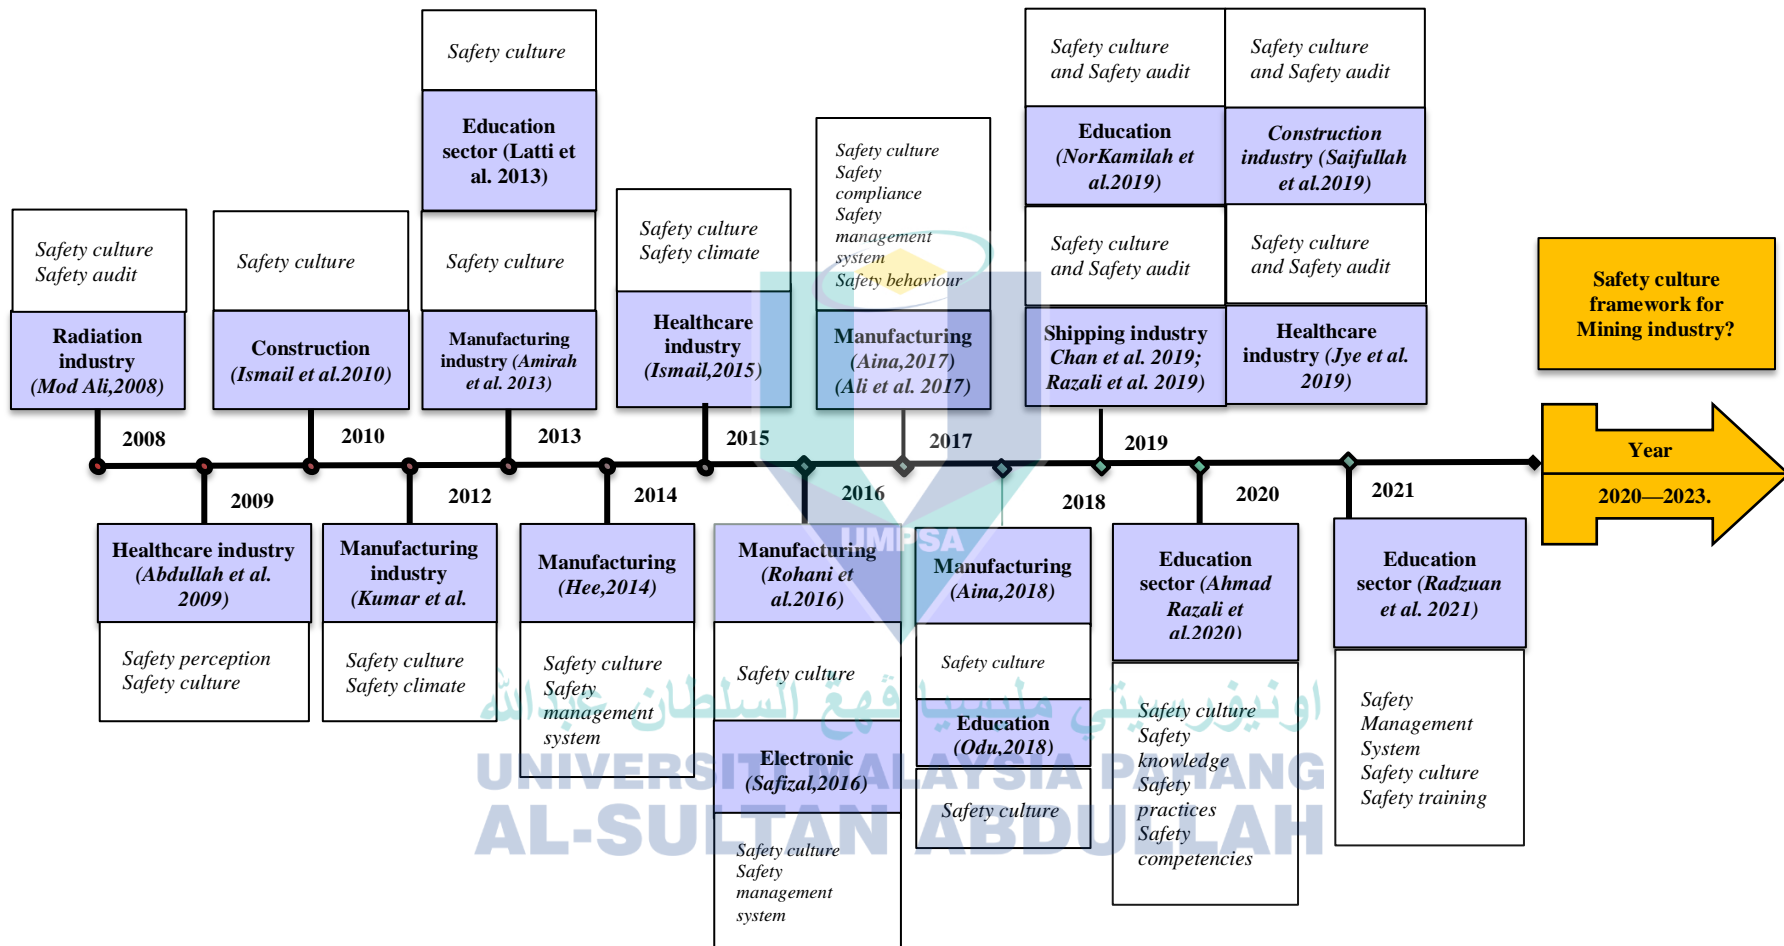 Safety culture
Education
sector (Latti et
al. 2013)
Safety culture
and Safety audit
Education
(NorKamilah et
al.2019)
Safety culture
and Safety audit
Construction
industry (Saifullah
et al.2019)
Safety culture
Safety audit
Radiation
industry
(Mod Ali,2008)
Safety culture
Construction
(Ismail et al.2010)
Safety culture
Manufacturing
industry (Amirah
et al. 2013)
Safety culture
Safety climate
Healthcare
industry
(Ismail,2015)
Safety culture
Safety
compliance
Safety
management
system
Safety behaviour
Manufacturing
(Aina,2017)
(Ali et al. 2017)
Safety culture
and Safety audit
Shipping industry
Chan et al. 2019;
Razali et al. 2019)
Safety culture
and Safety audit
Healthcare
industry (Jye et al.
2019)
Safety culture
framework for
Mining industry?
2008
2010
2013
2015
2017
2019
Year
2009
2012
2014
2016
2018
2020
2021
2020—2023.
Healthcare industry
(Abdullah et al.
2009)
Safety perception
Safety culture
Manufacturing
industry
(Kumar et al.
Safety culture
Safety climate
Manufacturing
(Hee,2014)
Safety culture
Safety
management
system
Manufacturing
(Rohani et
al.2016)
Safety culture
Electronic
(Safizal,2016)
Safety culture
Safety
management
system
Manufacturing
(Aina,2018)
Safety culture
Education
(Odu,2018)
Safety culture
Education
sector (Ahmad
Razali et
al.2020)
Safety culture
Safety
knowledge
Safety
practices
Safety
competencies
Education
sector (Radzuan
et al. 2021)
Safety
Management
System
Safety culture
Safety training
UMPSA
اونيۏرسيتي مليسيا ڤهڠ السلطان عبدالله
UNIVERSITI MALAYSIA PAHANG
AL-SULTAN ABDULLAH